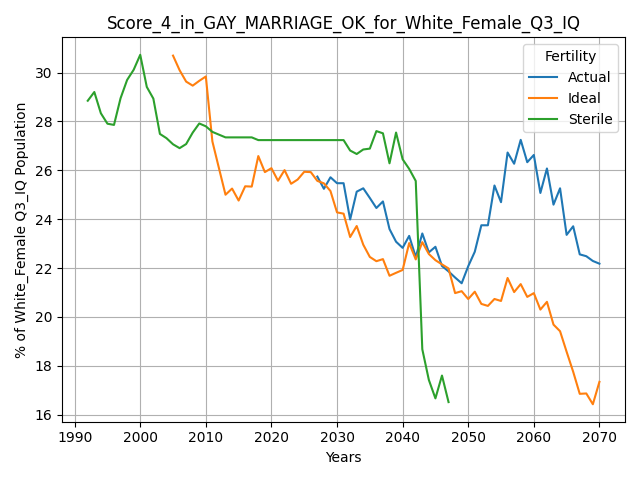 Score_4_in_GAY_MARRIAGE_OK_for_White_Female_Q3_IQ
% of White_Female Q3_IQ Population
30
28
26
24
22
20
18
16
Fertility
Actual
Ideal
Sterile
1990 2000 2010 2020 2030 2040 2050 2060 2070
Years